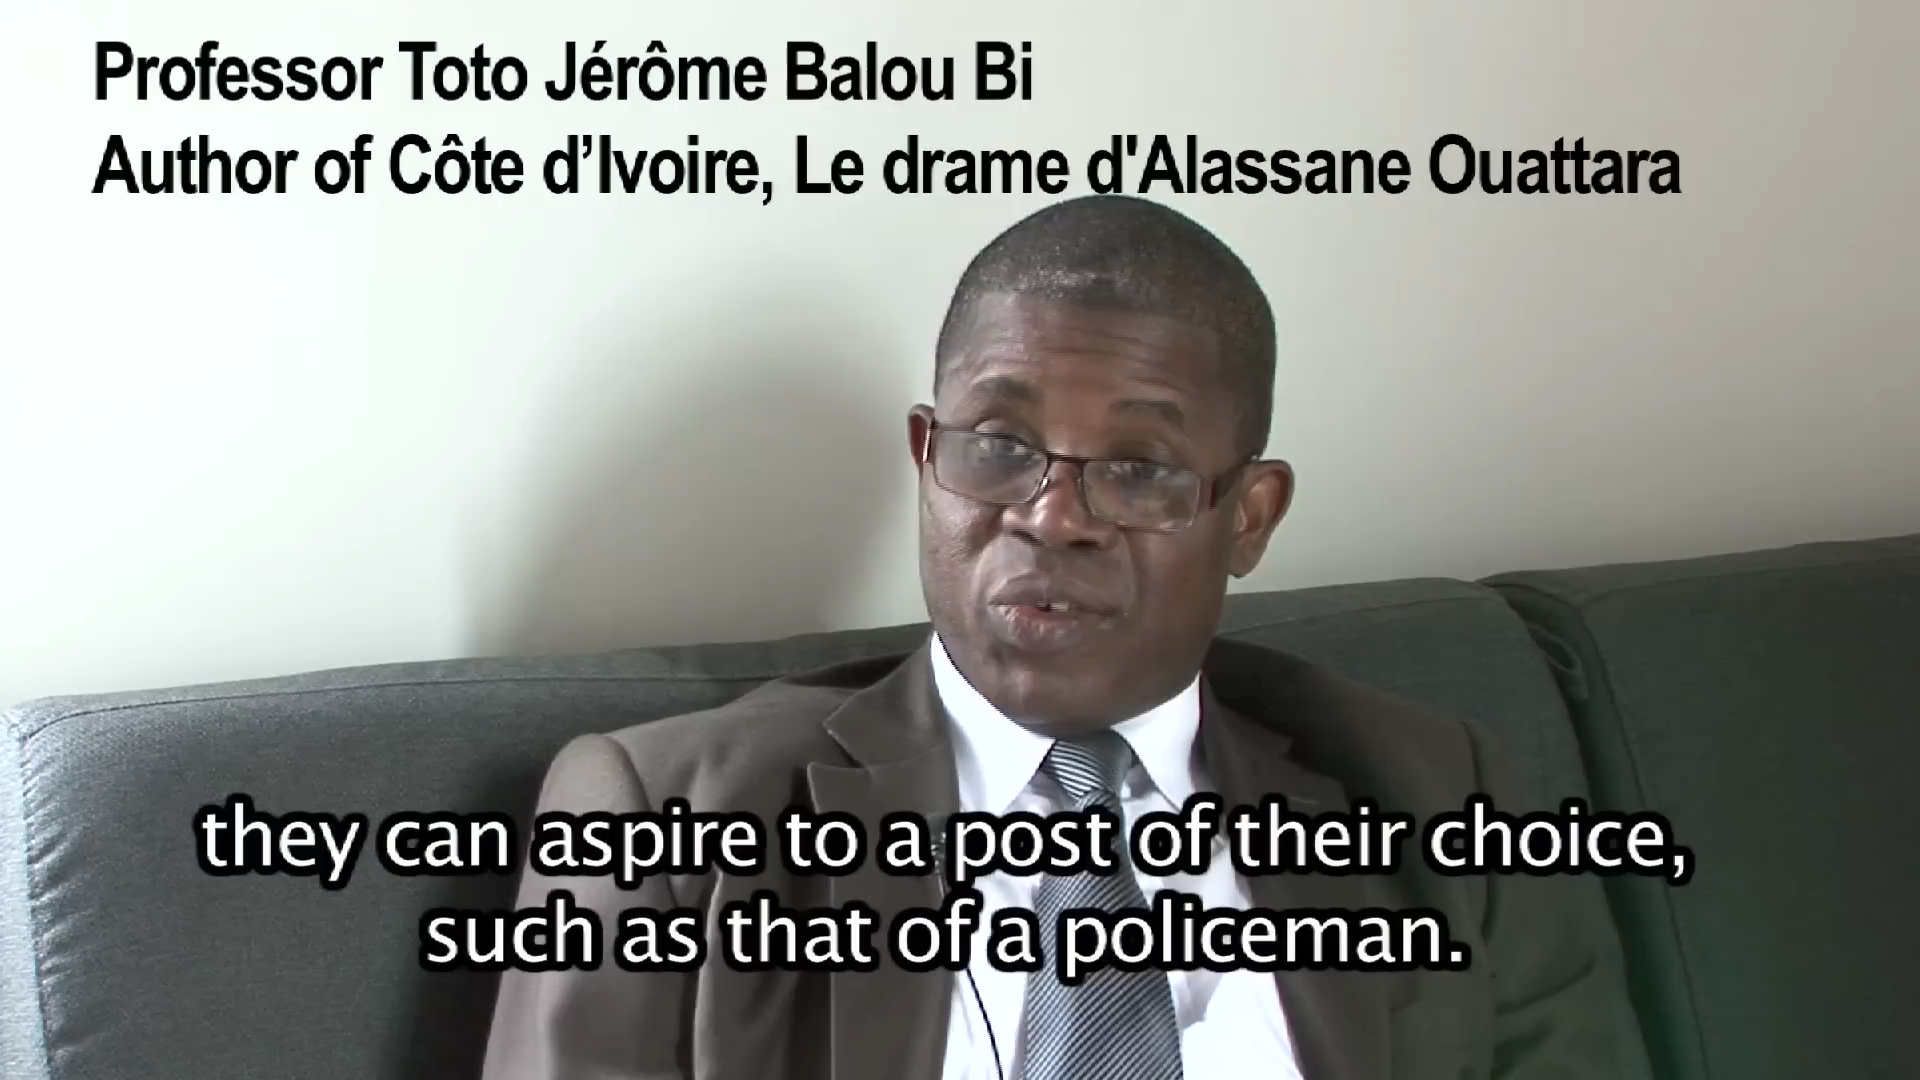 Professor Toto Jérôme Balou Bi
Author of Côte d’Ivoire, Le drame d'Alassane Ouattara
they can aspire to a post of their choice,
such as that of a policeman.